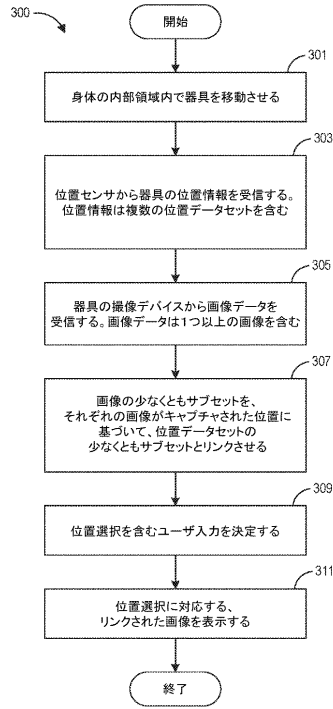 300
開始
301
身体の内部領域内で器具を移動させる
303
位置センサから器具の位置情報を受信する。
位置情報は複数の位置データセットを含む
305
器具の撮像デバイスから画像データを
受信する。画像データは1つ以上の画像を含む
307
画像の少なくともサブセットを、
それぞれの画像がキャプチャされた位置に
基づいて、位置データセットの
少なくともサブセットとリンクさせる
309
位置選択を含むユーザ入力を決定する
311
位置選択に対応する、
リンクされた画像を表示する
終了